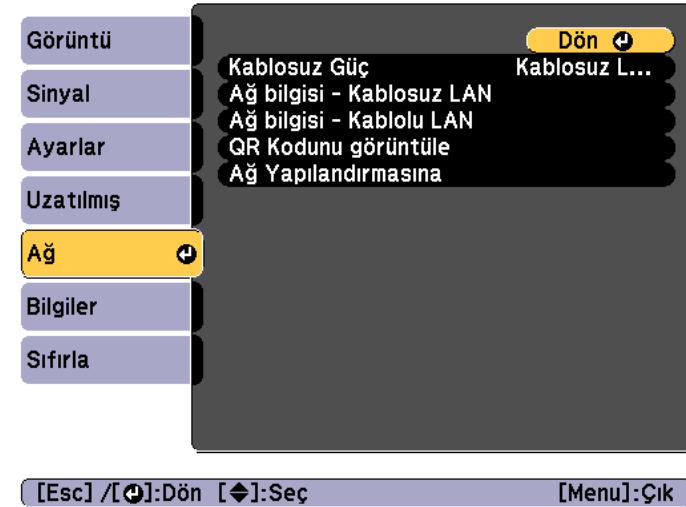 Görüntü
Sinyal
Ayarlar
Uzatılmış
Ağ
Bilgiler
Sıfırla
Dön
Kablosuz Güç Kablosuz L...
Ağ bilgisi - Kablosuz LAN
Ağ bilgisi - Kablolu LAN
QR Kodunu görüntüle
Ağ Yapılandırmasına
[Esc] /[⏎]:Dön [◆]:Seç [Menu]:Çık